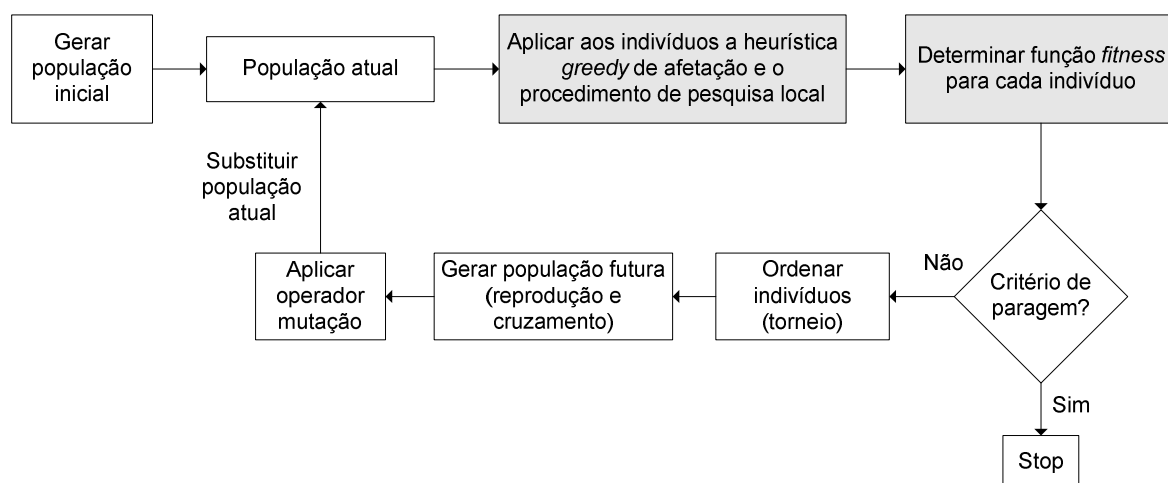 Gerar
população
inicial
População atual
Aplicar aos indivíduos a heurística
greedy de afetação e o
procedimento de pesquisa local
Determinar função fitness
para cada indivíduo
Critério de
paragem?
Não
Sim
Stop
Ordenar
indivíduos
(torneio)
Gerar população futura
(reprodução e
cruzamento)
Aplicar
operador
mutação
Substituir
população
atual